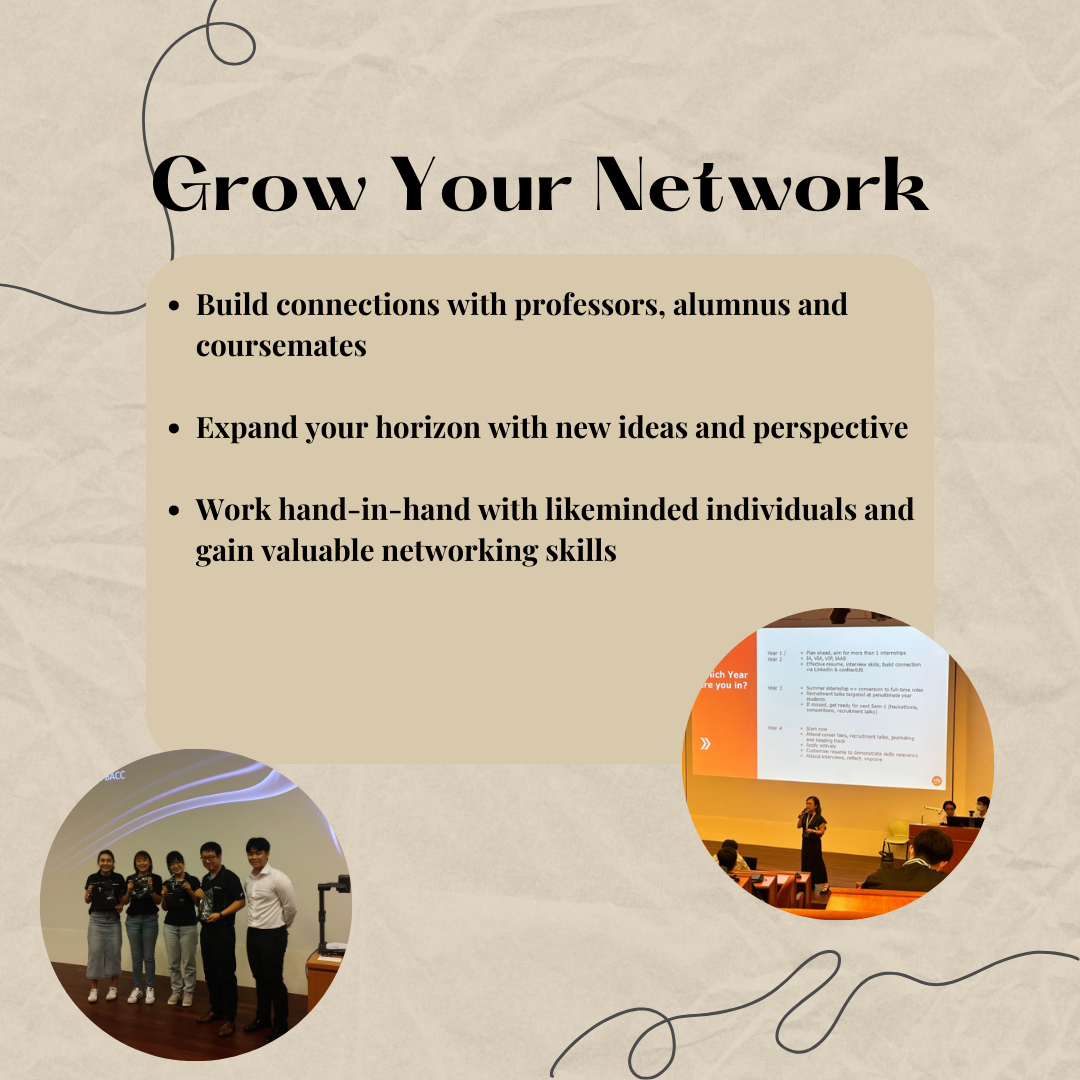 Grow Your Network
• Build connections with professors, alumnus and
coursemates
• Expand your horizon with new ideas and perspective
• Work hand-in-hand with likeminded individuals and
gain valuable networking skills
hich Year
re you in?
Year 1 /
Year 2
Plan ahead, aim for more than 1 internships
IA, VIA, VIP, IAAS
Effective resume, interview skills, build connection
via LinkedIn & conNectUS
Year 3
Summer internship => conversion to full-time roles
Recruitment talks targeted at penultimate year
students
If missed, get ready for next Sem-1 (hackathons,
competitions, recruitment talks)
Year 4
Start now
Attend career fairs, recruitment talks, journaling
and keeping track
Apply actively
Customise resume to demonstrate skills relevancy
Attend interviews, reflect, improve
BACC